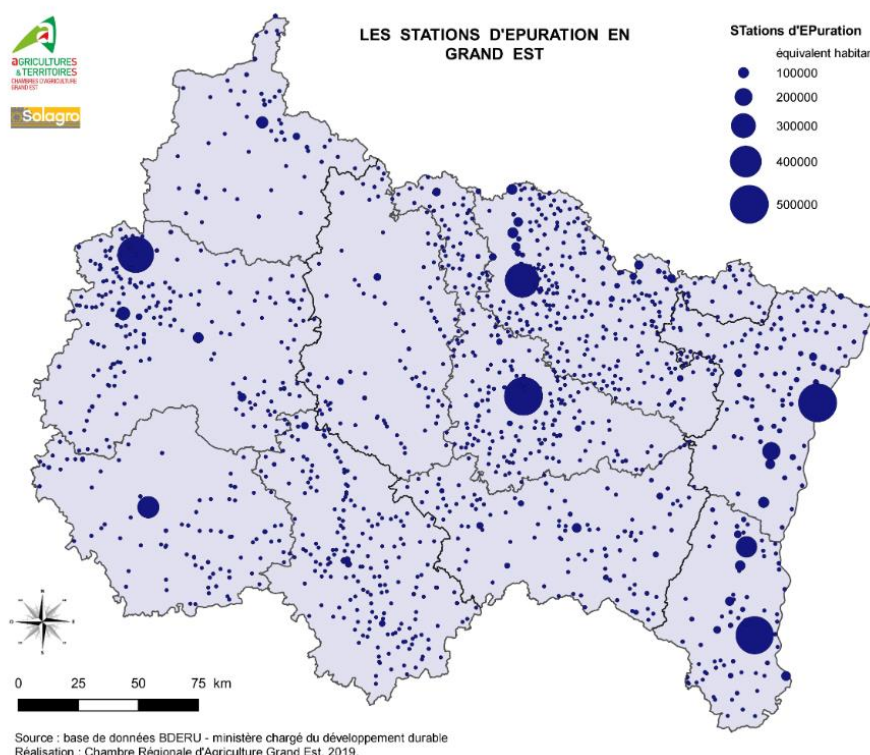 LES STATIONS D'EPURATION EN
GRAND EST
aGRICULTURES
& TERRITOIRES
CHAMBRES D'AGRICULTURE
GRAND EST
Solagro
STations d'EPuration
équivalent habitan
100000
200000
300000
400000
500000
0 25 50 75 km
Source : base de données BDERU - ministère chargé du développement durable
Réalisation : Chambre Régionale d'Agriculture Grand Est, 2019.